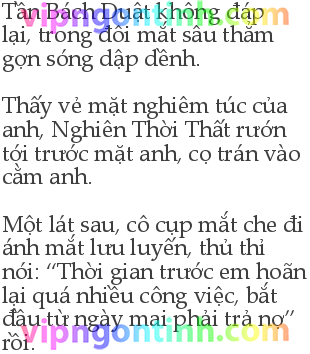 Tần Bách Duật không đáp
lại, trong đôi mắt sâu thẳm
gợn sóng dập dềnh.
Thấy vẻ mặt nghiêm túc của
anh, Nghiên Thời Thất rướn
tới trước mặt anh, cọ trán vào
cằm anh.
Một lát sau, cô cụp mắt che đi
ánh mắt lưu luyến, thủ thỉ
nói: “Thời gian trước em hoãn
lại quá nhiều công việc, bắt
đầu từ ngày mai phải trả nợ”
rồi.
vipngontinh.com
vipngontinh.com